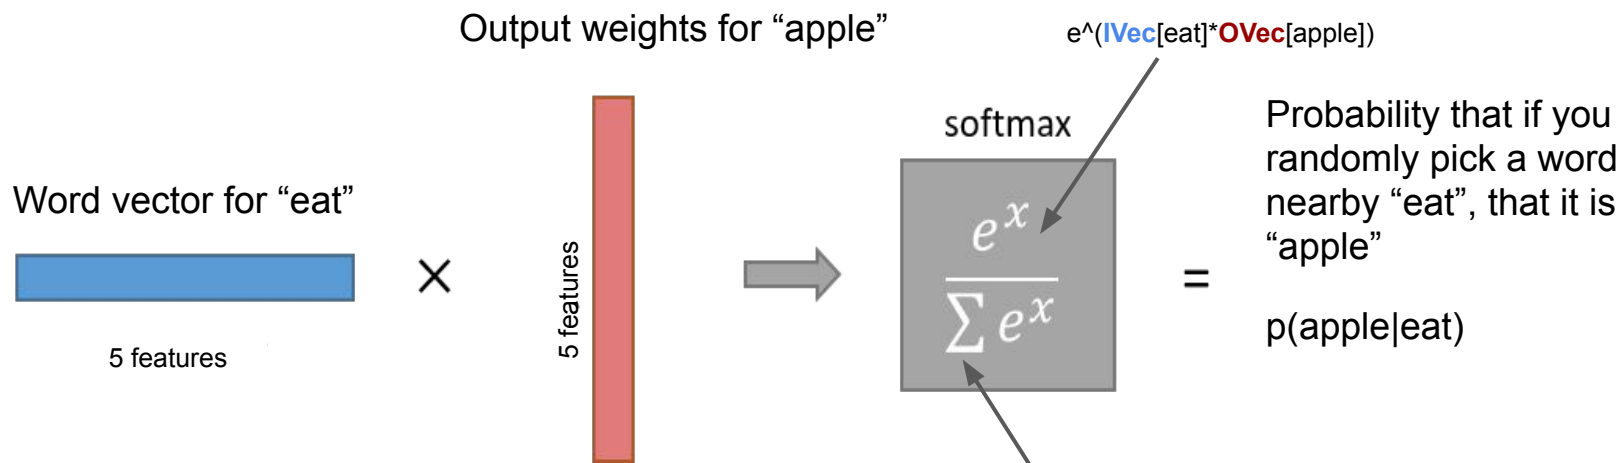 Output weights for “apple”
e^(IVec[eat]*OVec[apple])
softmax
Probability that if you
randomly pick a word
nearby “eat”, that it is
“apple”
p(apple|eat)
Word vector for “eat”
5 features
×
5 features
e^x
∑ e^x
=